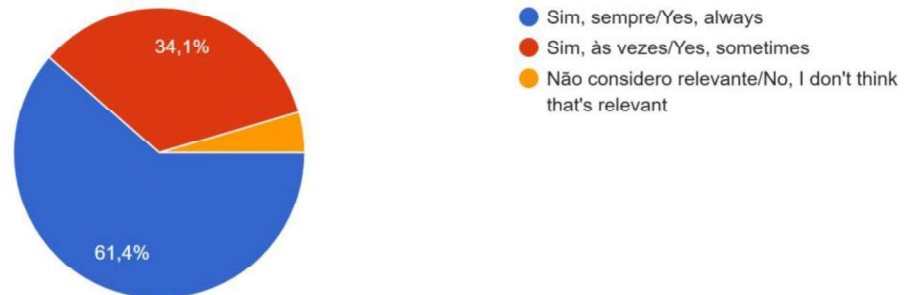 34,1%
61,4%
Sim, sempre/Yes, always
Sim, às vezes/Yes, sometimes
Não considero relevante/No, I don't think
that's relevant